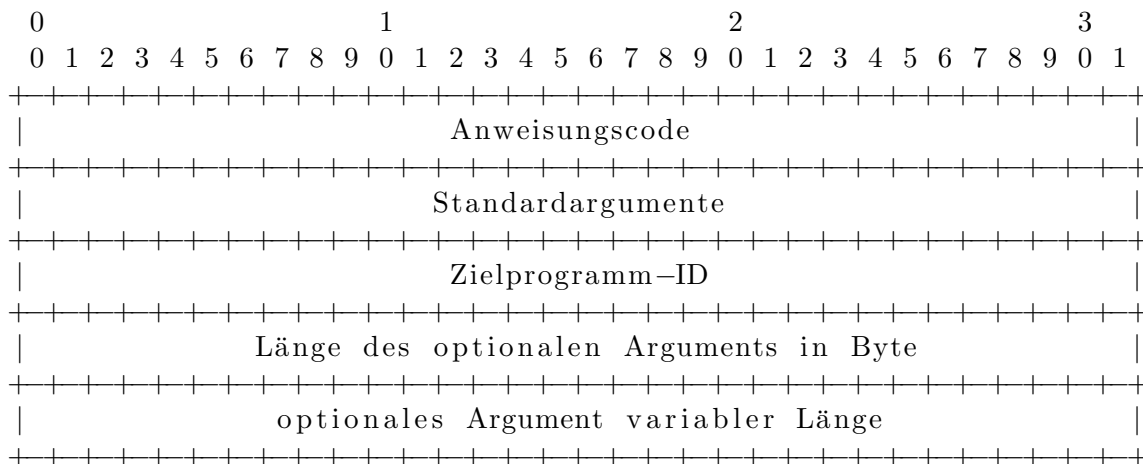 0 1 2 3
0 1 2 3 4 5 6 7 8 9 0 1 2 3 4 5 6 7 8 9 0 1 2 3 4 5 6 7 8 9 0 1
+-+-+-+-+-+-+-+-+-+-+-+-+-+-+-+-+-+-+-+-+-+-+-+-+-+-+-+-+-+-+-+-+
| Anweisungscode |
+-+-+-+-+-+-+-+-+-+-+-+-+-+-+-+-+-+-+-+-+-+-+-+-+-+-+-+-+-+-+-+-+
| Standardargumente |
+-+-+-+-+-+-+-+-+-+-+-+-+-+-+-+-+-+-+-+-+-+-+-+-+-+-+-+-+-+-+-+-+
| Zielprogramm−ID |
+-+-+-+-+-+-+-+-+-+-+-+-+-+-+-+-+-+-+-+-+-+-+-+-+-+-+-+-+-+-+-+-+
| Länge des optionalen Arguments in Byte |
+-+-+-+-+-+-+-+-+-+-+-+-+-+-+-+-+-+-+-+-+-+-+-+-+-+-+-+-+-+-+-+-+
| optionales Argument variabler Länge |
+-+-+-+-+-+-+-+-+-+-+-+-+-+-+-+-+-+-+-+-+-+-+-+-+-+-+-+-+-+-+-+-+